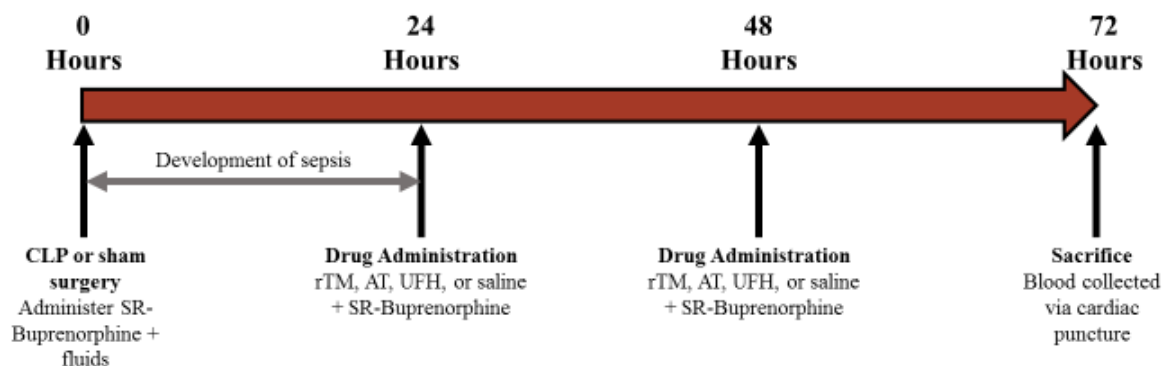 0
Hours
24
Hours
48
Hours
72
Hours
Development of sepsis
CLP or sham
surgery
Administer SR-
Buprenorphine +
fluids
Drug Administration
rTM, AT, UFH, or saline
+ SR-Buprenorphine
Drug Administration
rTM, AT, UFH, or saline
+ SR-Buprenorphine
Sacrifice
Blood collected
via cardiac
puncture